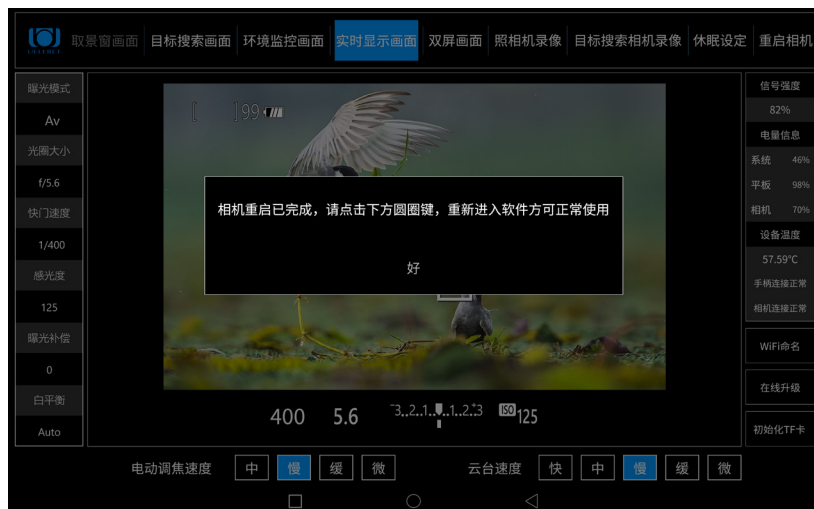 取景窗画面 目标搜索画面 环境监控画面 实时显示画面 双屏画面 照相机录像 目标搜索相机录像 休眠设定 重启相机
曝光模式
Av
光圈大小
f/5.6
快门速度
1/400
感光度
125
曝光补偿
0
白平衡
Auto
[ ]99
相机重启已完成，请点击下方圆圈键，重新进入软件方可正常使用
好
400 5.6 -3..2..1..0..1..2..+3 ISO 125
信号强度
82%
电量信息
系统 46%
平板 98%
相机 70%
设备温度
57.59°C
手柄连接正常
相机连接正常
WiFi命名
在线升级
初始化TF卡
电动调焦速度 中 慢 缓 微 云台速度 快 中 慢 缓 微